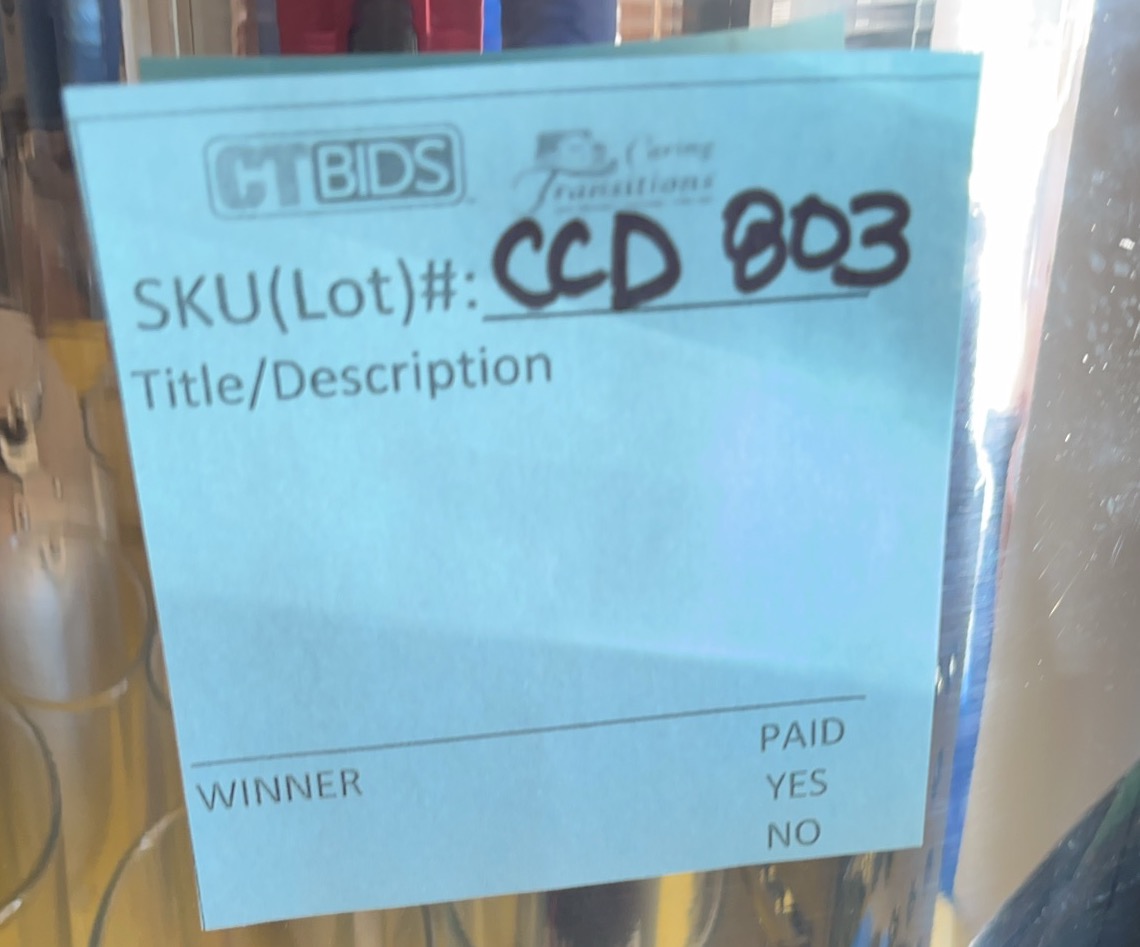 CTBIDS
Caring
Transitions
SKU(Lot)#: CCD 803
Title/Description
PAID
WINNER
YES
NO